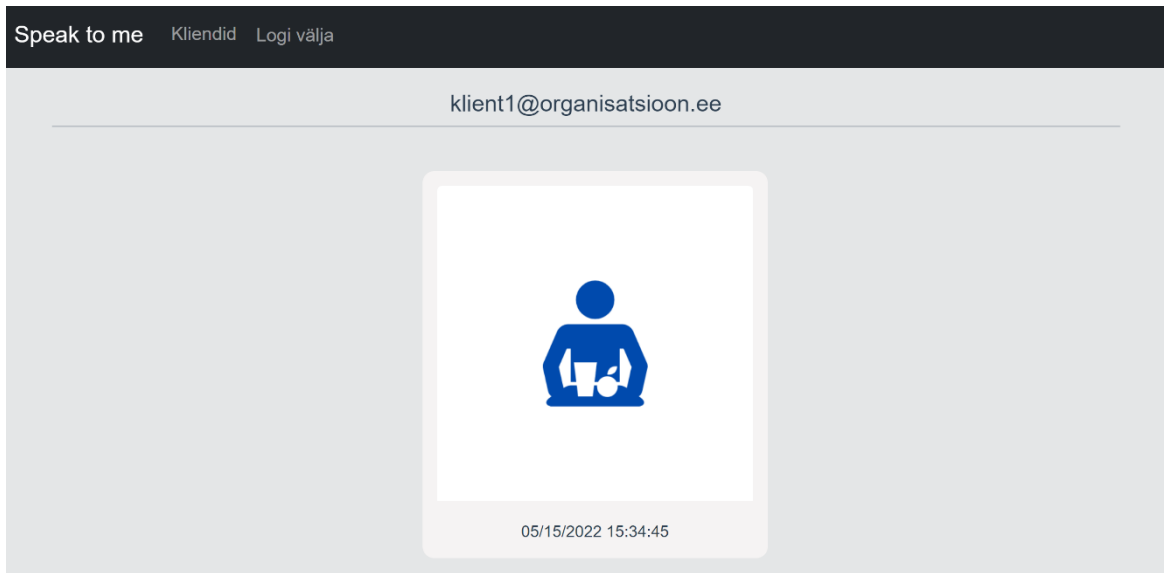 Speak to me Kliendid Logi välja
klient1@organisatsioon.ee
05/15/2022 15:34:45